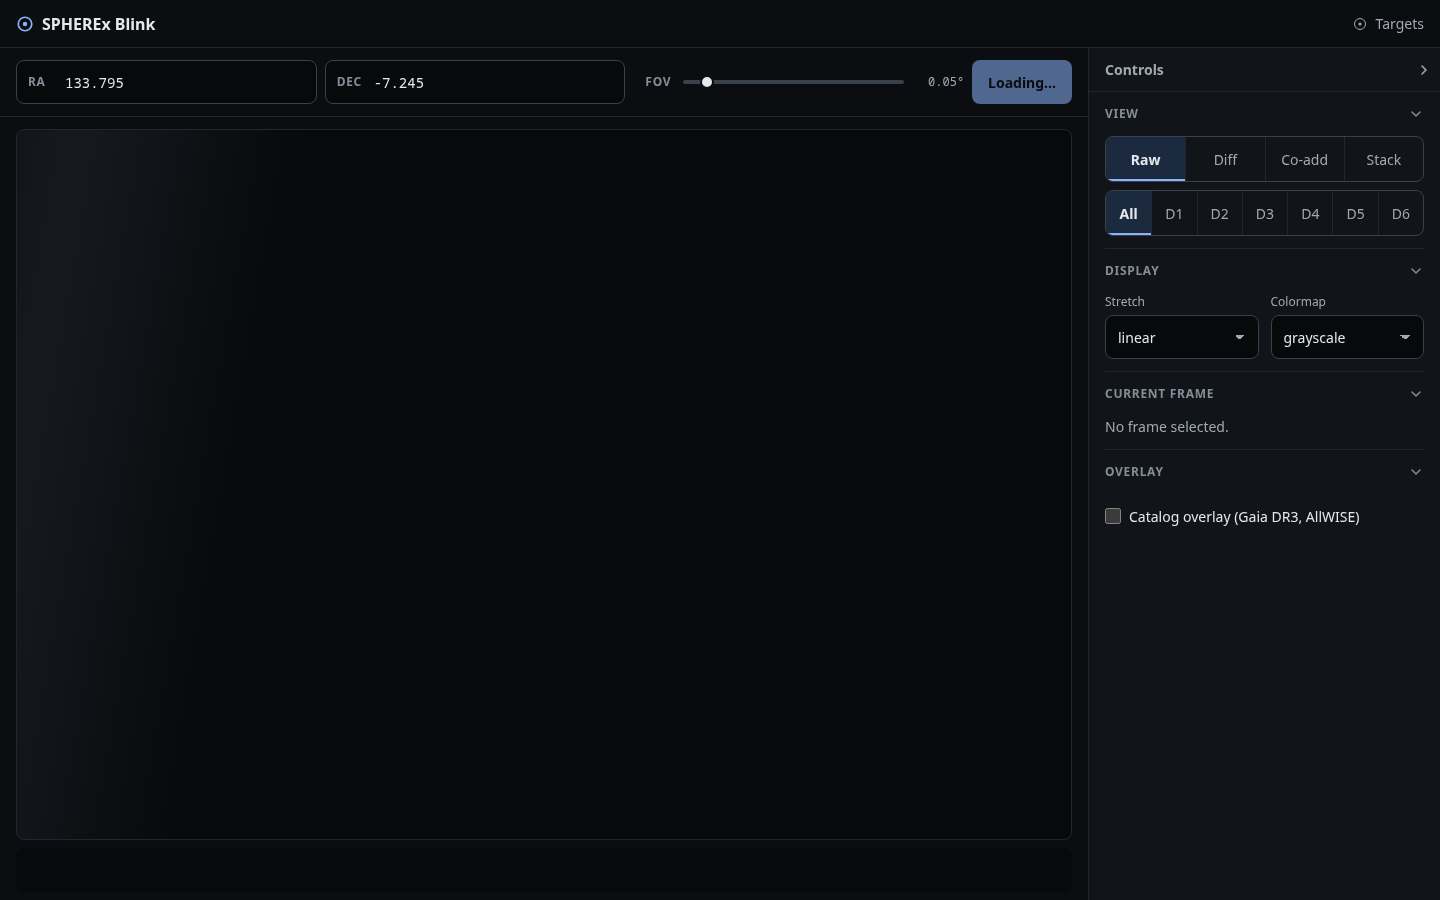 SPHEREx Blink
Targets
RA 133.795
DEC -7.245
FOV 0.05°
Loading...
Controls
VIEW
Raw Diff Co-add Stack
All D1 D2 D3 D4 D5 D6
DISPLAY
Stretch Colormap
linear grayscale
CURRENT FRAME
No frame selected.
OVERLAY
Catalog overlay (Gaia DR3, AllWISE)